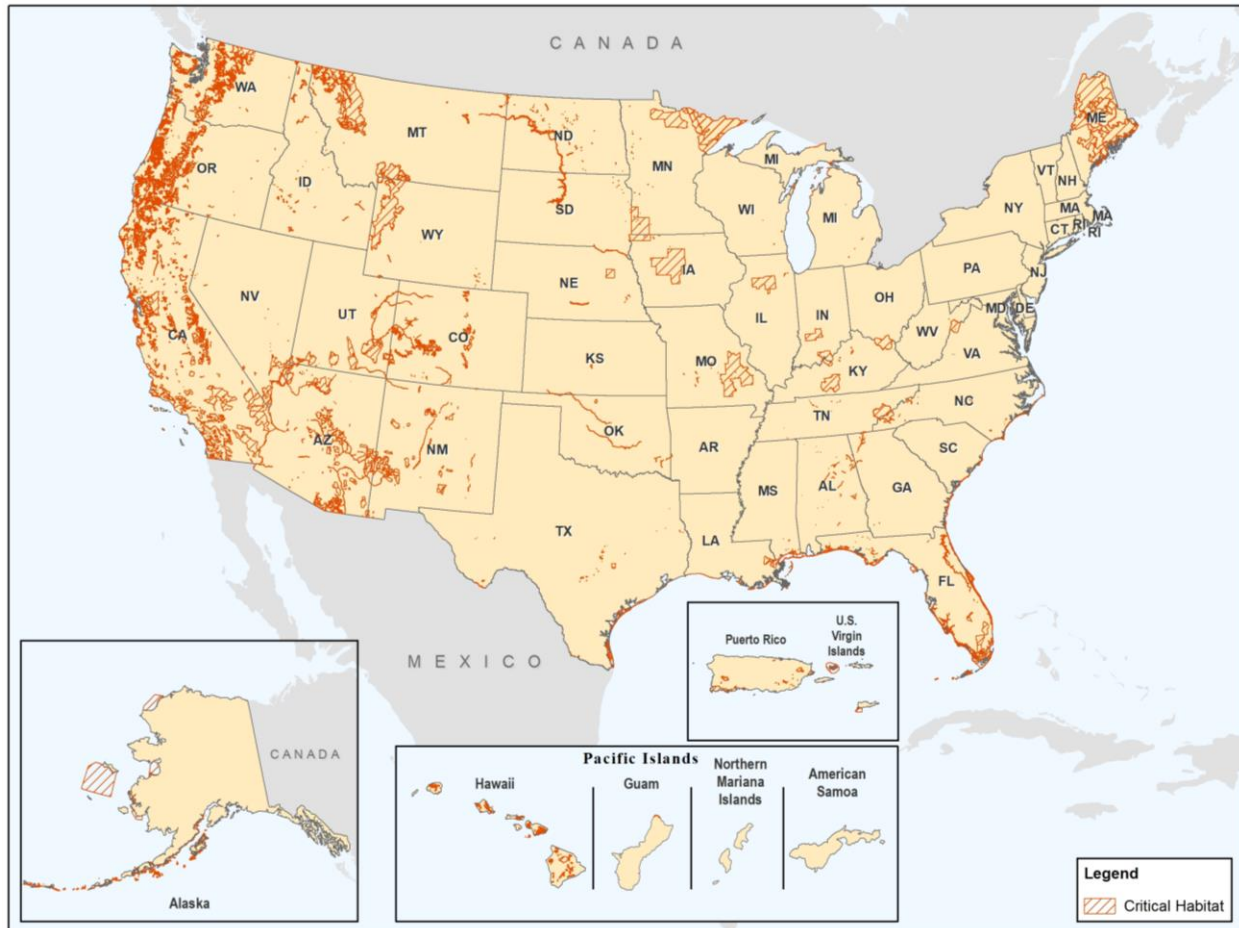 CANADA
WA
MT
ND
MN
ME
OR
ID
WY
SD
WI
MI
MI
VT
NH
NY
MA
MA
CT
RI
RI
NV
UT
CO
NE
IA
IL
IN
OH
PA
NJ
MD
DE
WV
VA
CA
KS
MO
KY
AZ
NM
OK
AR
TN
NC
SC
TX
LA
MS
AL
GA
FL
MEXICO
Puerto Rico
U.S.
Virgin
Islands
CANADA
Alaska
Pacific Islands
Hawaii
Guam
Northern
Mariana
Islands
American
Samoa
Legend
Critical Habitat